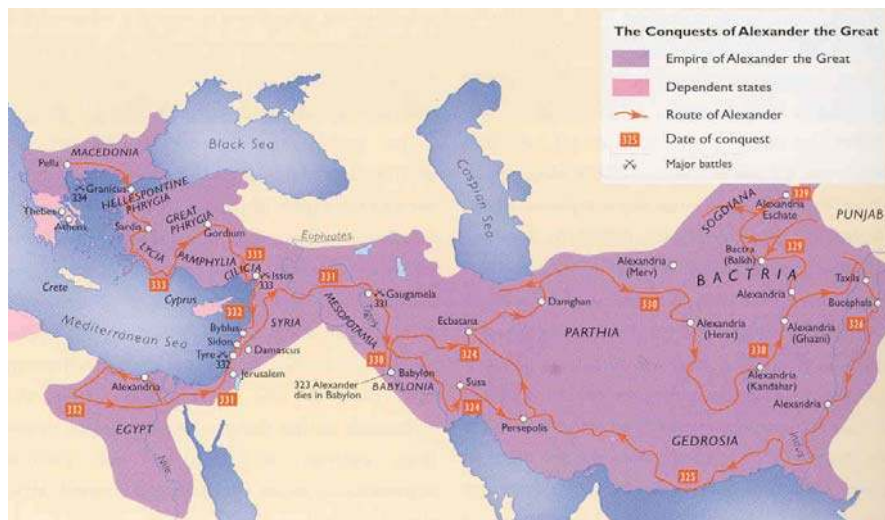 The Conquests of Alexander the Great
Empire of Alexander the Great
Dependent states
Route of Alexander
325
Date of conquest
Major battles
MACEDONIA
Pella
Granicus
334
HELLESPONTINE
PHRYGIA
Thebes
Athens
Sardis
GREAT
PHRYGIA
Gordium
LYCIA
PAMPHYLIA
CILICIA
333
333
Issus
333
Black Sea
Caspian Sea
Crete
Cyprus
Mediterranean Sea
332
Byblus
Sidon
Tyre
332
SYRIA
Damascus
Jerusalem
331
Alexandria
332
EGYPT
Nile
Euphrates
331
MESOPOTAMIA
Tigris
Gaugamela
331
330
Babylon
BABYLONIA
323 Alexander
dies in Babylon
Ecbatana
324
Susa
324
Persepolis
Damghan
PARTHIA
330
Alexandria
(Merv)
Alexandria
(Herat)
SOGDIANA
329
Alexandria
Eschate
PUNJAB
Bactra
(Balkh)
329
BACTRIA
Alexandria
Taxila
Bucephala
326
Alexandria
(Ghazni)
330
Alexandria
(Kandahar)
Alexandria
GEDROSIA
Indus
325